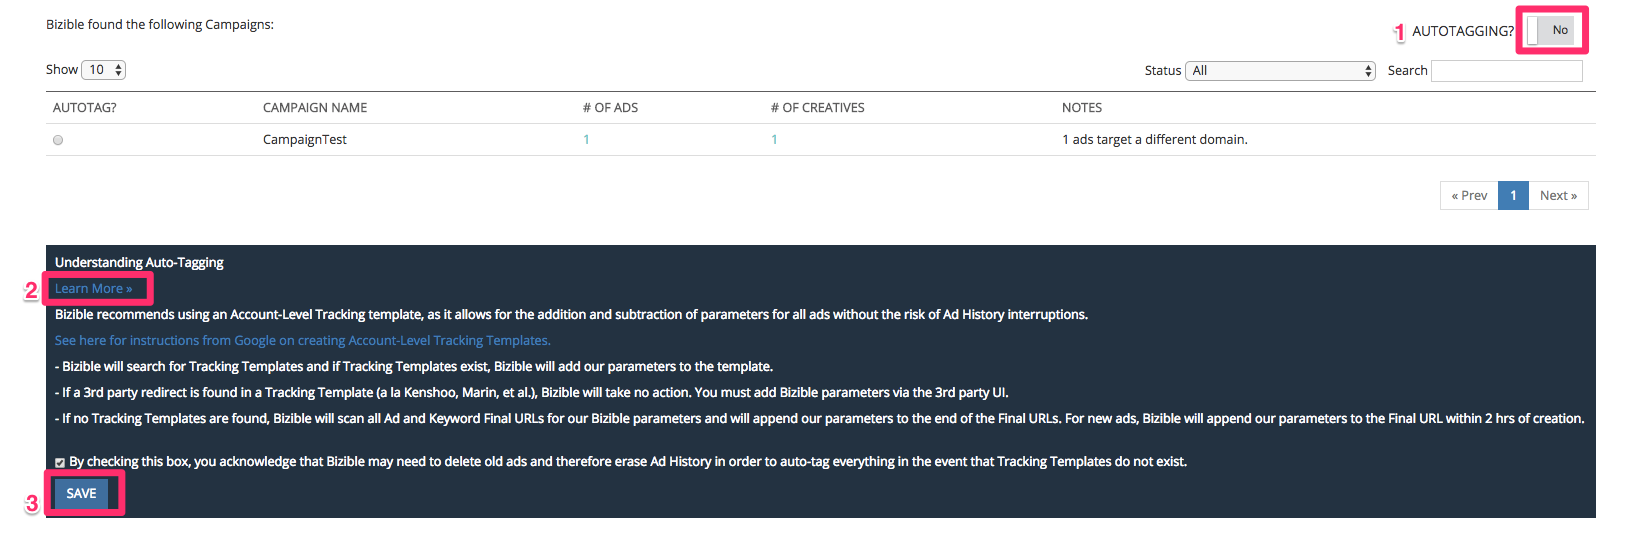 Bizible found the following Campaigns:
1 AUTOTAGGING? No
Show 10 Status All Search
AUTOTAG? CAMPAIGN NAME # OF ADS # OF CREATIVES NOTES
CampaignTest 1 1 1 ads target a different domain.
« Prev 1 Next »
Understanding Auto-Tagging
2 Learn More »
Bizible recommends using an Account-Level Tracking template, as it allows for the addition and subtraction of parameters for all ads without the risk of Ad History interruptions.
See here for instructions from Google on creating Account-Level Tracking Templates.
- Bizible will search for Tracking Templates and if Tracking Templates exist, Bizible will add our parameters to the template.
- If a 3rd party redirect is found in a Tracking Template (a la Kenshoo, Marin, et al.), Bizible will take no action. You must add Bizible parameters via the 3rd party UI.
- If no Tracking Templates are found, Bizible will scan all Ad and Keyword Final URLs for our Bizible parameters and will append our parameters to the end of the Final URLs. For new ads, Bizible will append our parameters to the Final URL within 2 hrs of creation.
By checking this box, you acknowledge that Bizible may need to delete old ads and therefore erase Ad History in order to auto-tag everything in the event that Tracking Templates do not exist.
3 SAVE